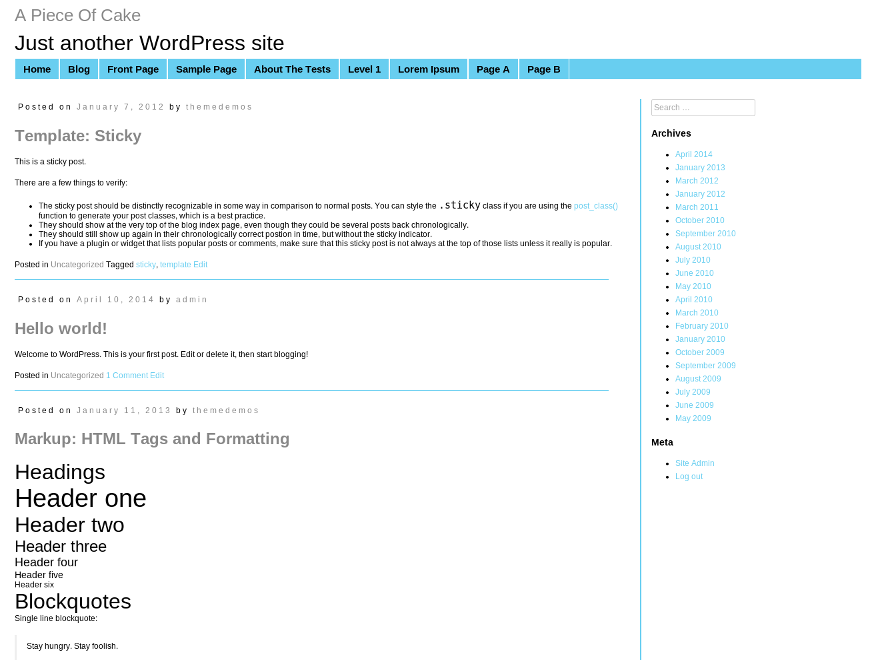 A Piece Of Cake
Just another WordPress site
Home Blog Front Page Sample Page About The Tests Level 1 Lorem Ipsum Page A Page B
Posted on January 7, 2012 by themedemos
Template: Sticky
This is a sticky post.
There are a few things to verify:
The sticky post should be distinctly recognizable in some way in comparison to normal posts. You can style the .sticky class if you are using the post_class()
function to generate your post classes, which is a best practice.
They should show at the very top of the blog index page, even though they could be several posts back chronologically.
They should still show up again in their chronologically correct postion in time, but without the sticky indicator.
If you have a plugin or widget that lists popular posts or comments, make sure that this sticky post is not always at the top of those lists unless it really is popular.
Posted in Uncategorized Tagged sticky, template Edit
Posted on April 10, 2014 by admin
Hello world!
Welcome to WordPress. This is your first post. Edit or delete it, then start blogging!
Posted in Uncategorized 1 Comment Edit
Posted on January 11, 2013 by themedemos
Markup: HTML Tags and Formatting
Headings
Header one
Header two
Header three
Header four
Header five
Header six
Blockquotes
Single line blockquote:
Stay hungry. Stay foolish.
Search …
Archives
April 2014
January 2013
March 2012
January 2012
March 2011
October 2010
September 2010
August 2010
July 2010
June 2010
May 2010
April 2010
March 2010
February 2010
January 2010
October 2009
September 2009
August 2009
July 2009
June 2009
May 2009
Meta
Site Admin
Log out